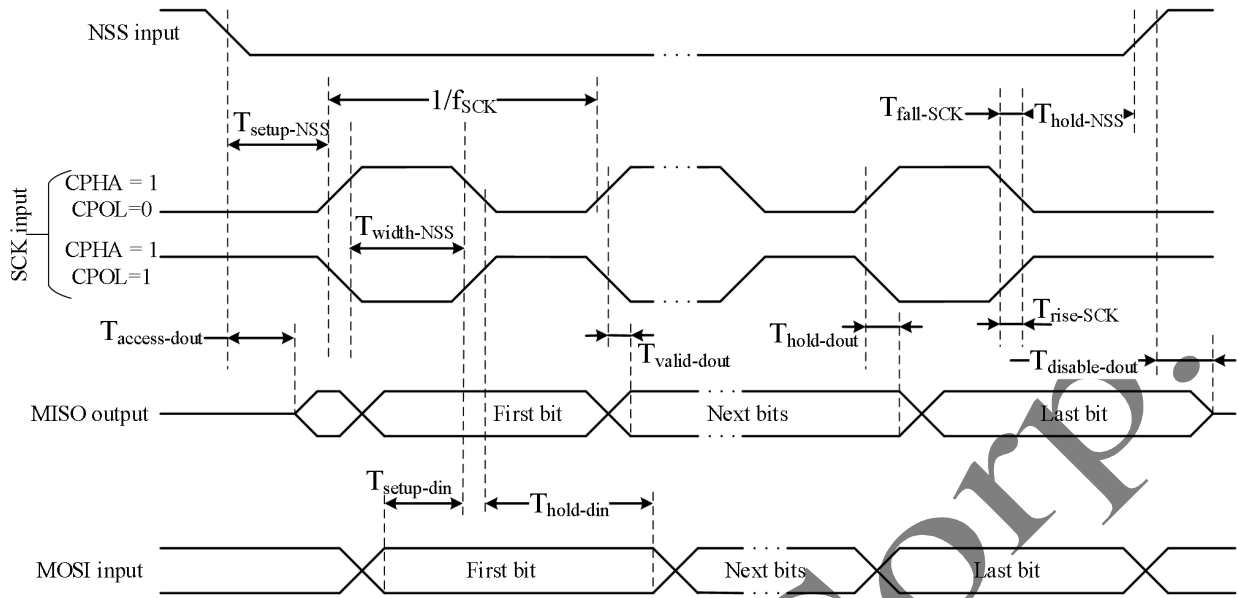 NSS input
1/fSCK
Tfall-SCK
Thold-NSS
Tsetup-NSS
SCK input
CPHA = 1
CPOL=0
Twidth-NSS
CPHA = 1
CPOL=1
Taccess-dout
Tvalid-dout
Thold-dout
Trise-SCK
Tdisable-dout
MISO output
First bit
Next bits
Last bit
Tsetup-din
Thold-din
MOSI input
First bit
Next bits
Last bit
orp.